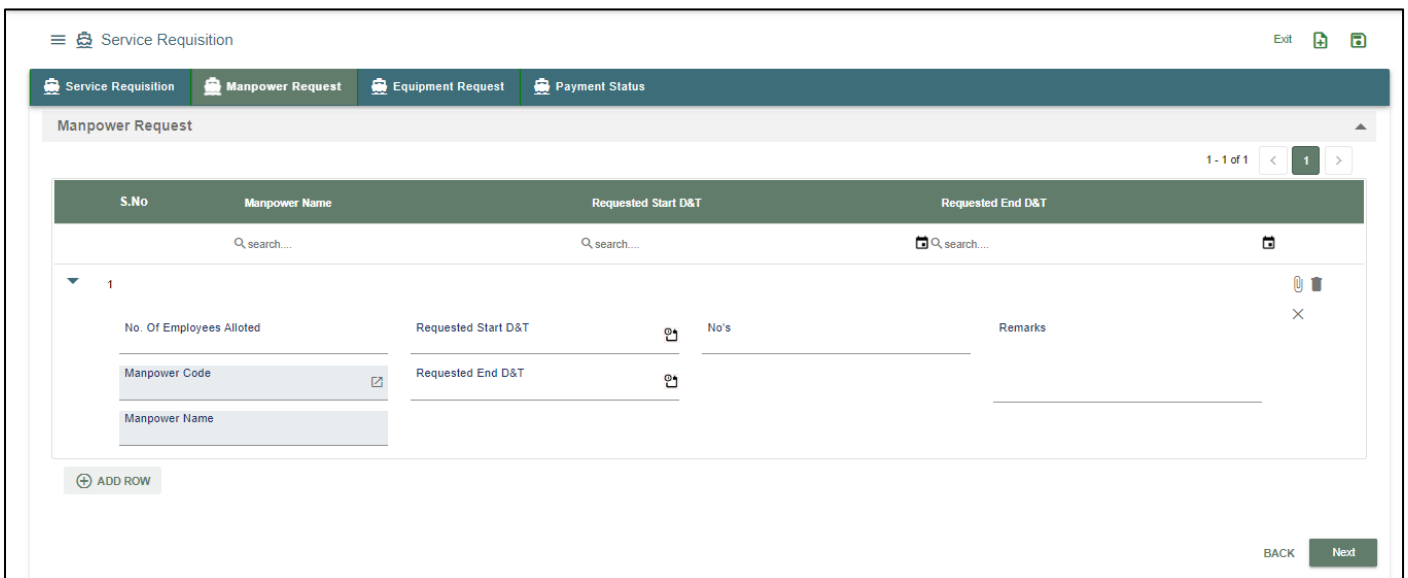 Service Requisition
Exit
Service Requisition Manpower Request Equipment Request Payment Status
Manpower Request
1 - 1 of 1 < 1 >
S.No Manpower Name Requested Start D&T Requested End D&T
search.... search.... search....
1
No. Of Employees Alloted Requested Start D&T No's Remarks
Manpower Code Requested End D&T
Manpower Name
ADD ROW
BACK Next